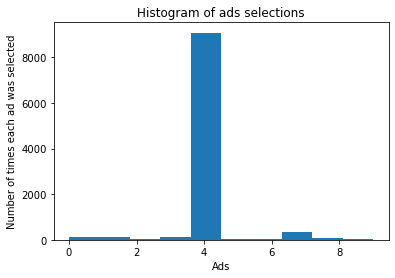 Histogram of ads selections
Number of times each ad was selected
8000
6000
4000
2000
0
0 2 4 6 8
Ads